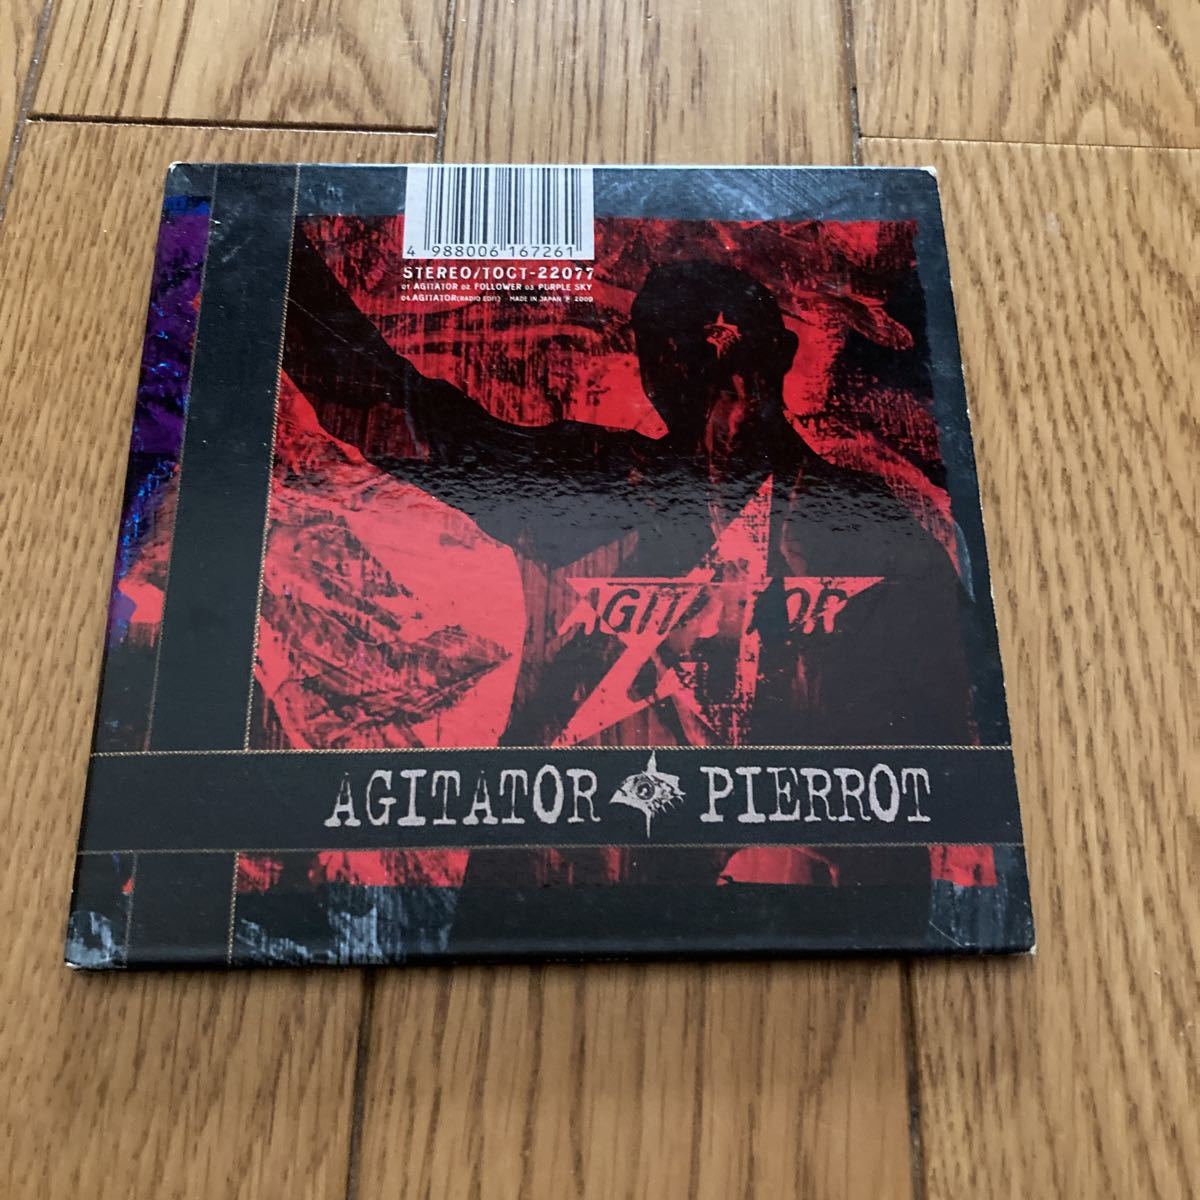 4 988006 167261
STEREO/TOCT-22077
01 AGITATOR 02 FOLLOWER 03 PURPLE SKY
04.AGITATOR(RADIO EDIT) MADE IN JAPAN Ⓟ 2000
AGITATOR
AGITATOR PIERROT